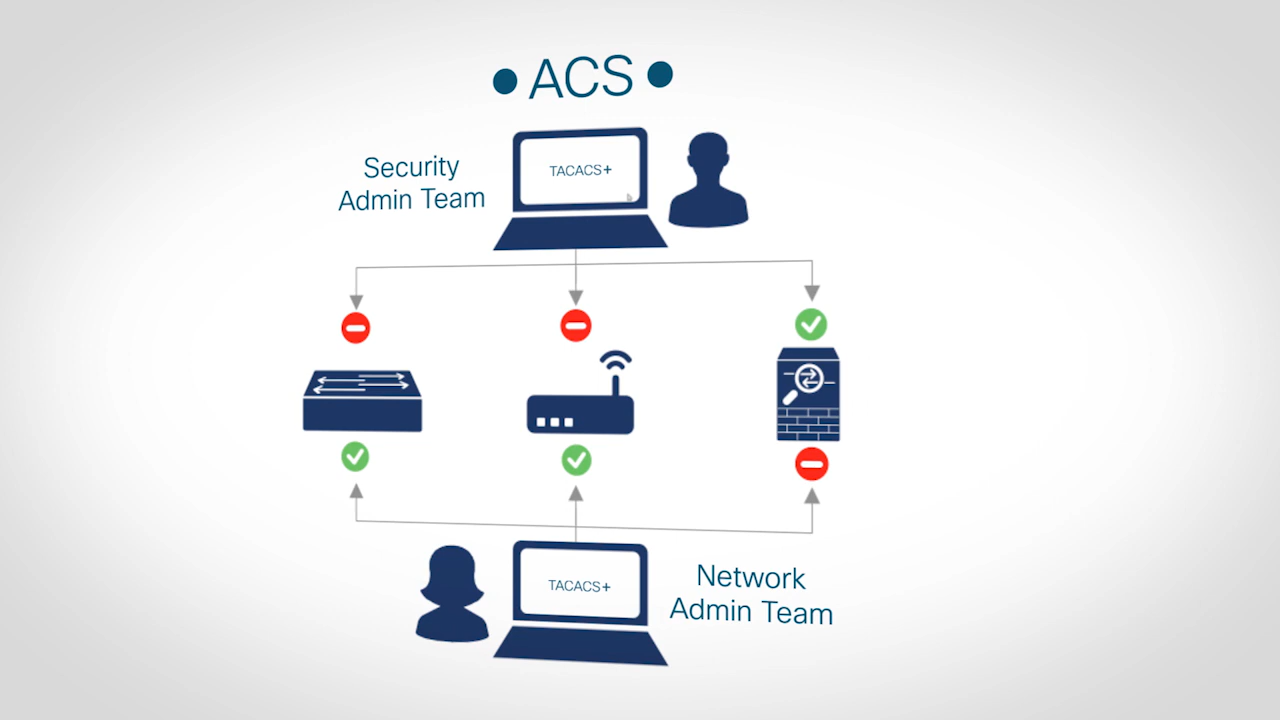 • ACS •
Security
Admin Team
TACACS+
TACACS+
Network
Admin Team